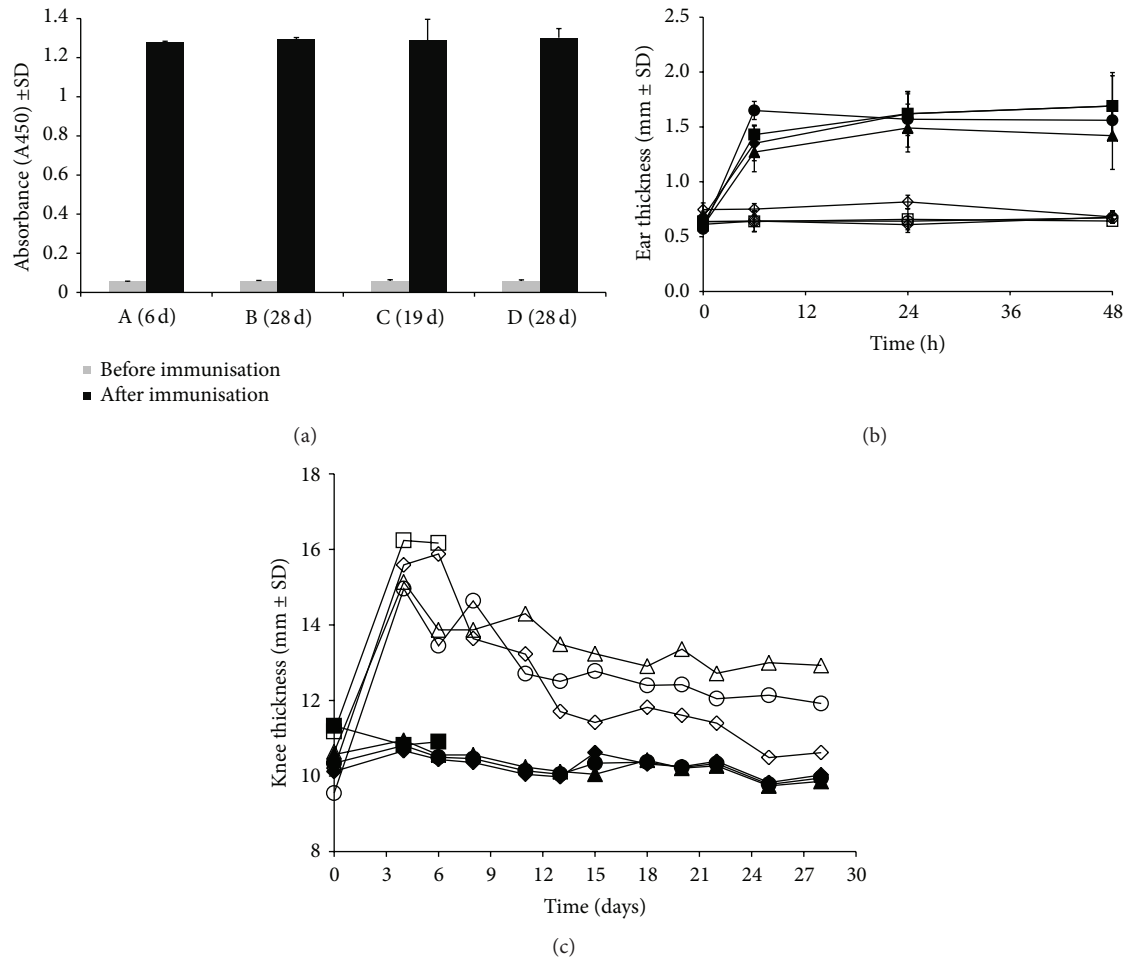 1.4
1.2
1
0.8
0.6
0.4
0.2
0
Absorbance (A450) ±SD
A (6 d) B (28 d) C (19 d) D (28 d)
Before immunisation
After immunisation
(a)
2.5
2.0
1.5
1.0
0.5
0.0
Ear thickness (mm ± SD)
0 12 24 36 48
Time (h)
(b)
18
16
14
12
10
8
Knee thickness (mm ± SD)
0 3 6 9 12 15 18 21 24 27 30
Time (days)
(c)